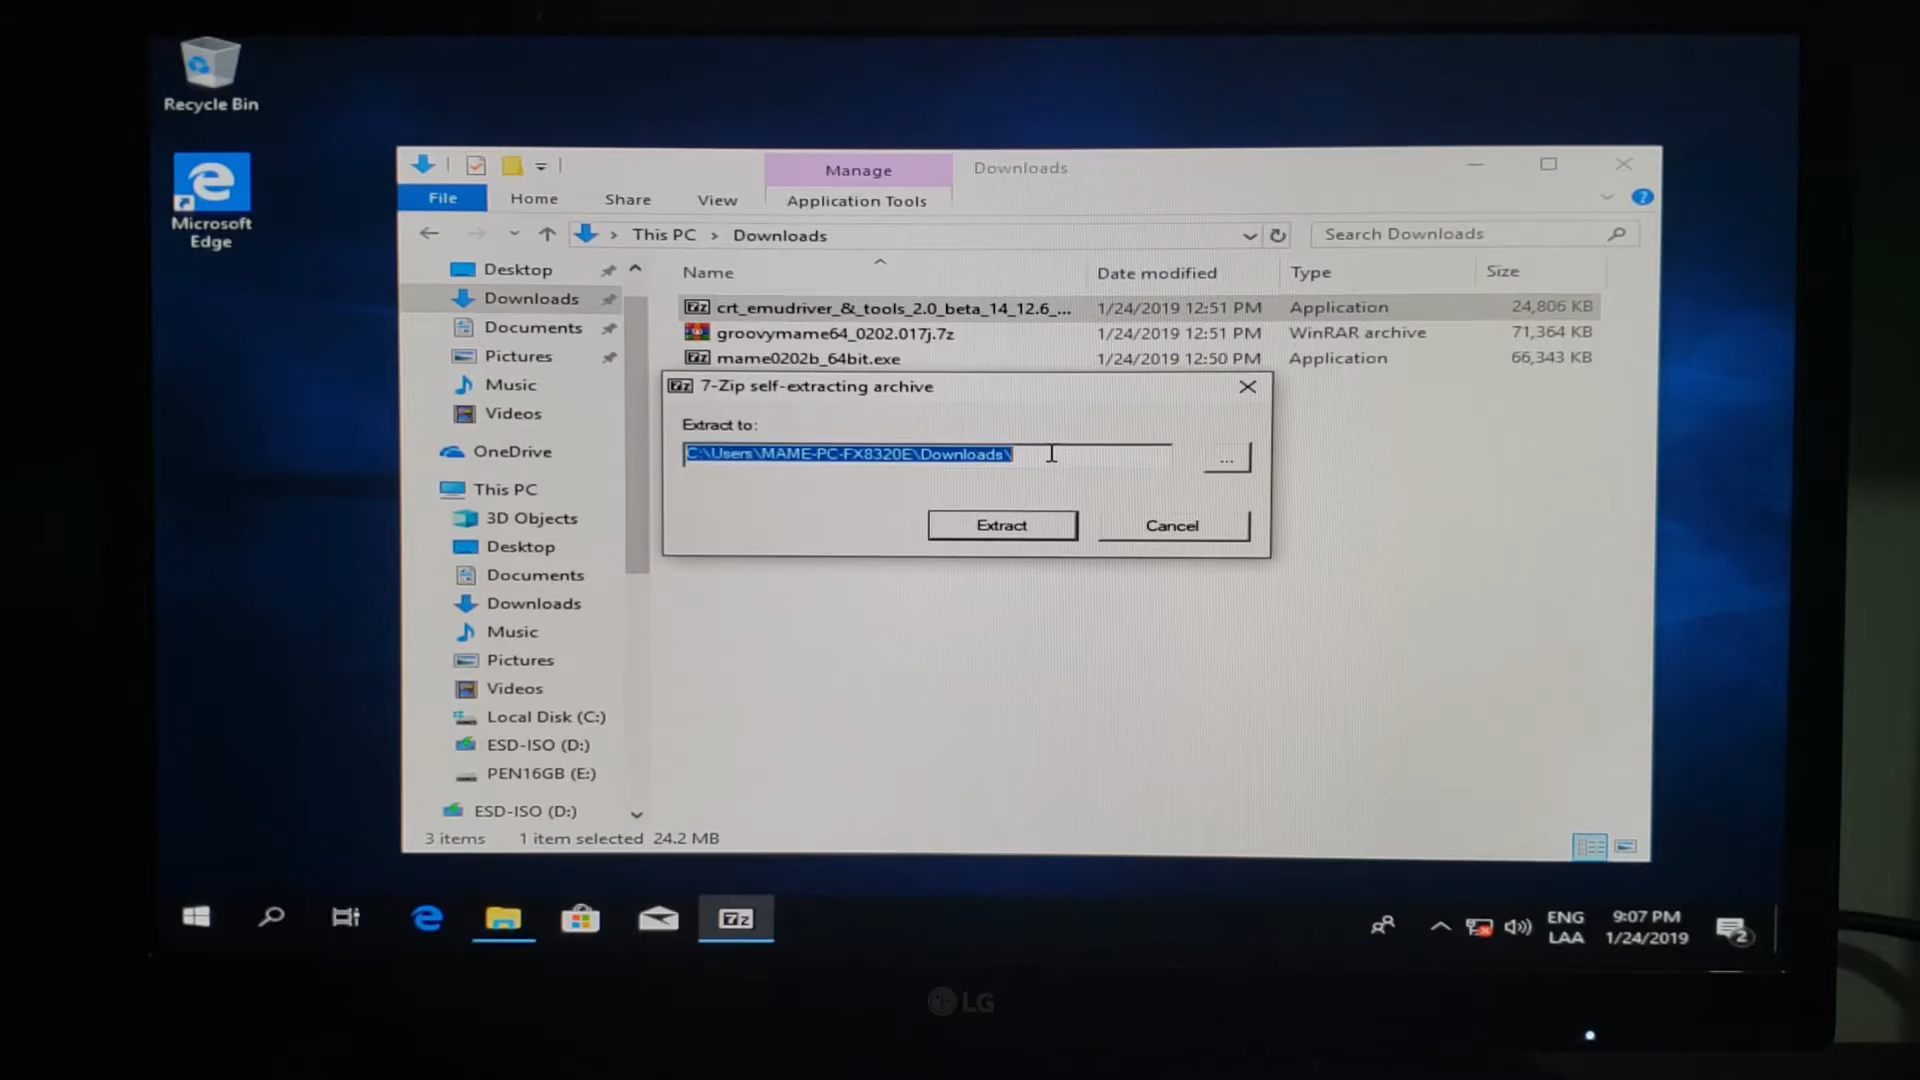 Recycle Bin
Microsoft
Edge
Manage
Downloads
File
Home
Share
View
Application Tools
This PC > Downloads
Search Downloads
Name
Date modified
Type
Size
crt_emudriver_&_tools_2.0_beta_14_12.6_...
1/24/2019 12:51 PM
Application
24,806 KB
groovymame64_0202.017j.7z
1/24/2019 12:51 PM
WinRAR archive
71,364 KB
mame0202b_64bit.exe
1/24/2019 12:50 PM
Application
66,343 KB
Desktop
Downloads
Documents
Pictures
Music
Videos
OneDrive
This PC
3D Objects
Desktop
Documents
Downloads
Music
Pictures
Videos
Local Disk (C:)
ESD-ISO (D:)
PEN16GB (E:)
ESD-ISO (D:)
7z 7-Zip self-extracting archive
Extract to:
C:\Users\MAME-PC-FX8320E\Downloads\
...
Extract
Cancel
3 items 1 item selected 24.2 MB
7z
ENG
LAA
9:07 PM
1/24/2019
2
LG